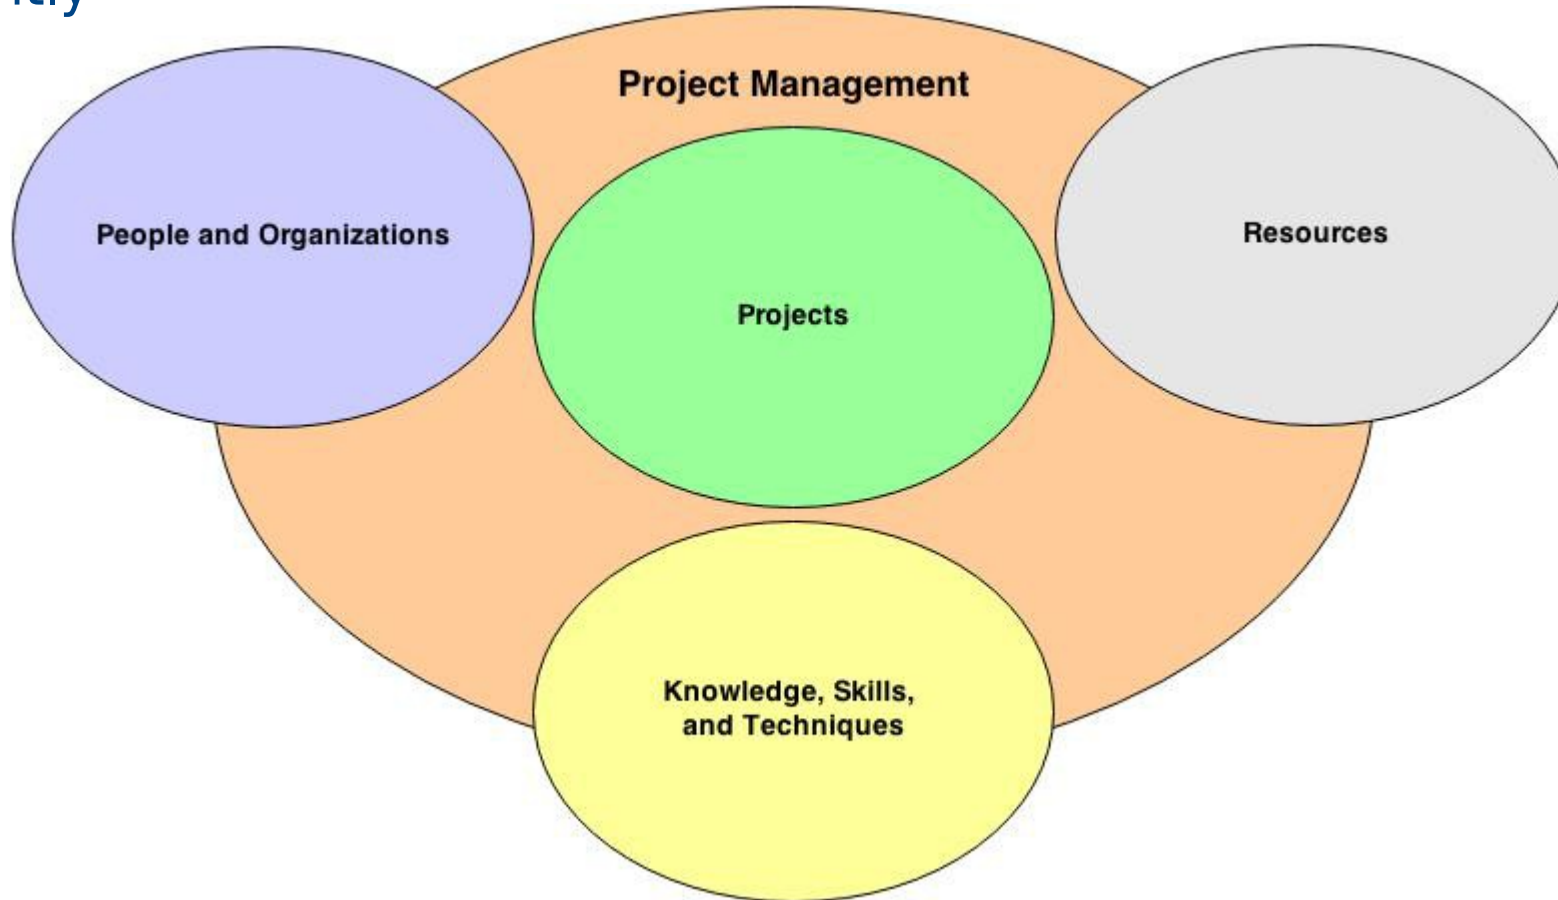 Project Management
People and Organizations
Resources
Projects
Knowledge, Skills,
and Techniques